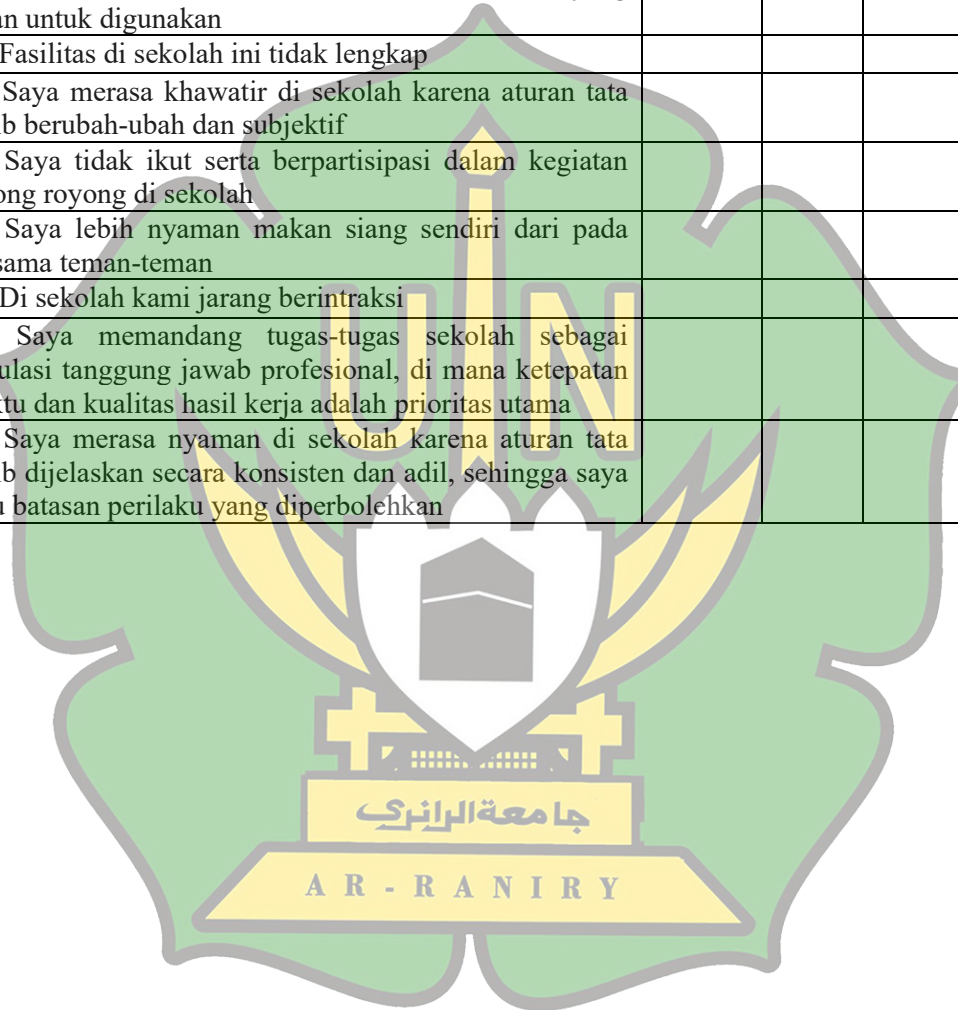 an untuk digunakan
Fasilitas di sekolah ini tidak lengkap
Saya merasa khawatir di sekolah karena aturan tata
b berubah-ubah dan subjektif
Saya tidak ikut serta berpartisipasi dalam kegiatan
ong royong di sekolah
Saya lebih nyaman makan siang sendiri dari pada
sama teman-teman
Di sekolah kami jarang berintraksi
Saya memandang tugas-tugas sekolah sebagai
ulasi tanggung jawab profesional, di mana ketepatan
tu dan kualitas hasil kerja adalah prioritas utama
Saya merasa nyaman di sekolah karena aturan tata
b dijelaskan secara konsisten dan adil, sehingga saya
u batasan perilaku yang diperbolehkan
UIN
جامعة الرانري
AR-RANIRY